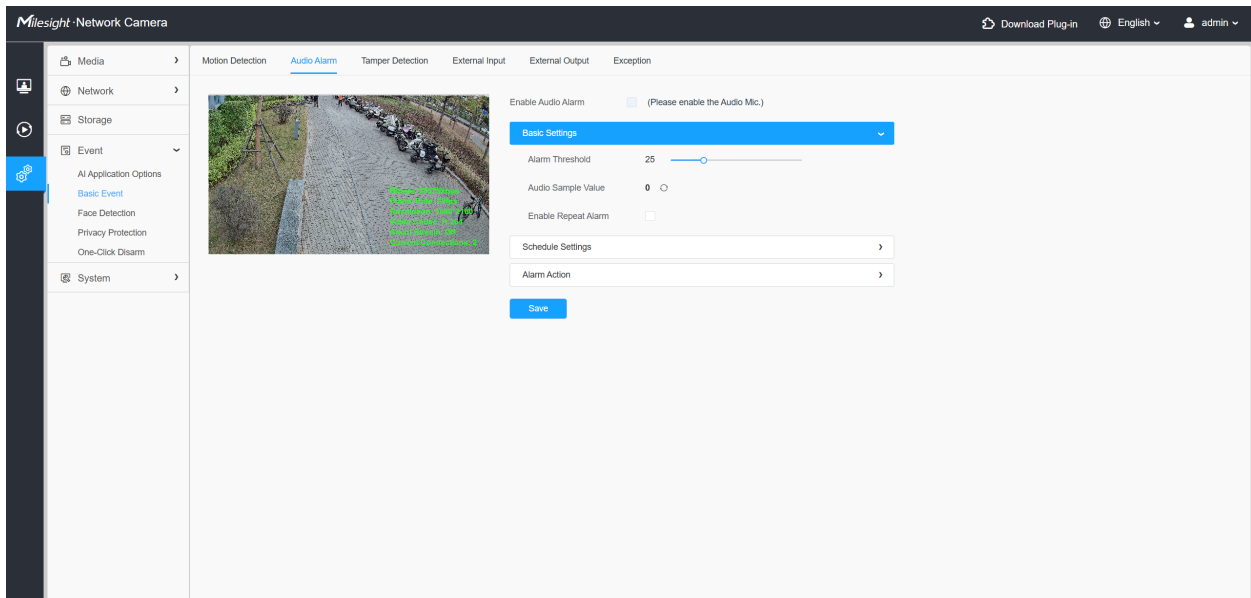 Milesight · Network Camera
Download Plug-in
English
admin
Media
Network
Storage
Event
AI Application Options
Basic Event
Face Detection
Privacy Protection
One-Click Disarm
System
Motion Detection
Audio Alarm
Tamper Detection
External Input
External Output
Exception
Enable Audio Alarm (Please enable the Audio Mic.)
Basic Settings
Alarm Threshold 25
Audio Sample Value 0
Enable Repeat Alarm
Schedule Settings
Alarm Action
Save